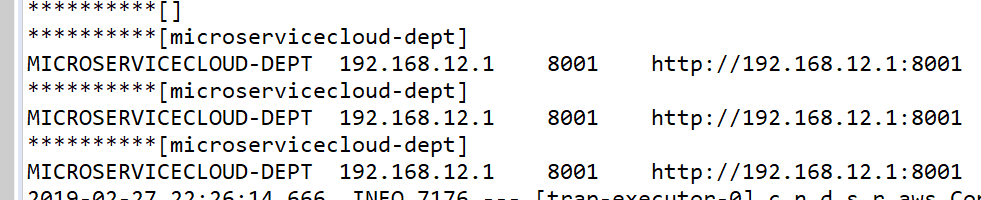 **********[]
**********[microservicecloud-dept]
MICROSERVICECLOUD-DEPT 192.168.12.1 8001 http://192.168.12.1:8001
**********[microservicecloud-dept]
MICROSERVICECLOUD-DEPT 192.168.12.1 8001 http://192.168.12.1:8001
**********[microservicecloud-dept]
MICROSERVICECLOUD-DEPT 192.168.12.1 8001 http://192.168.12.1:8001
2019-02-27 22:26:14.666 INFO 7176 --- [trap-executor-0] c.n.d.s.r.aws.Con